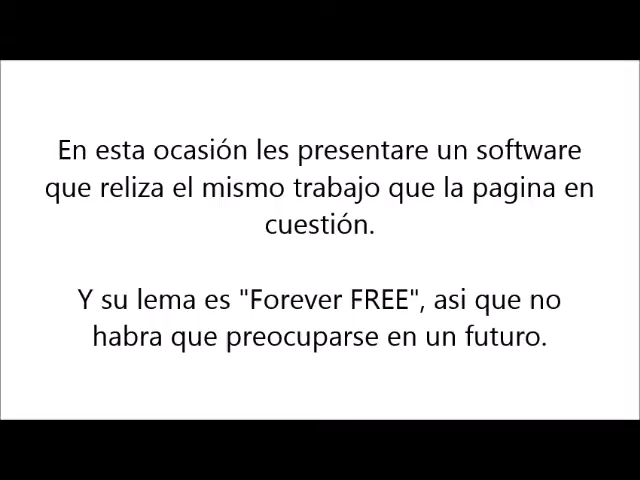 En esta ocasión les presentare un software
que reliza el mismo trabajo que la pagina en
cuestión.
Y su lema es "Forever FREE", asi que no
habra que preocuparse en un futuro.